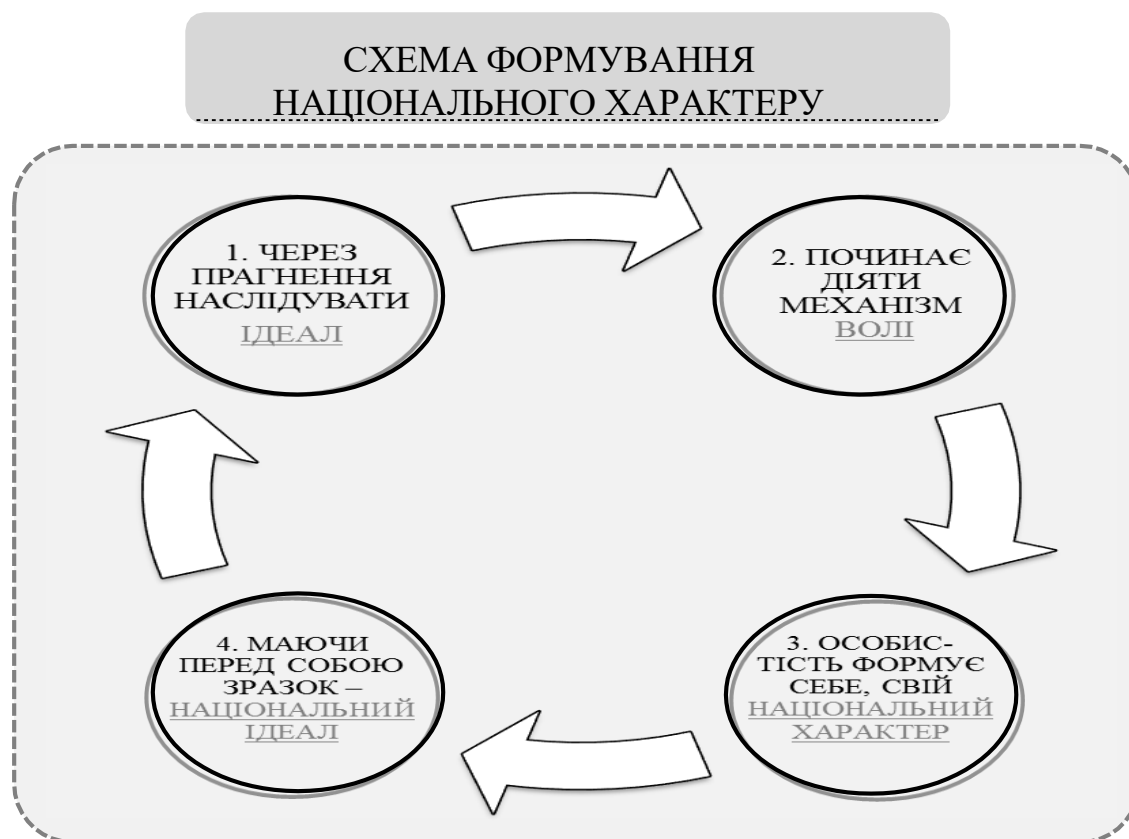 СХЕМА ФОРМУВАННЯ
НАЦІОНАЛЬНОГО ХАРАКТЕРУ
1. ЧЕРЕЗ
ПРАГНЕННЯ
НАСЛІДУВАТИ
ІДЕАЛ
2. ПОЧИНАЄ
ДІЯТИ
МЕХАНІЗМ
ВОЛІ
3. ОСОБИС-
ТІСТЬ ФОРМУЄ
СЕБЕ, СВІЙ
НАЦІОНАЛЬНИЙ
ХАРАКТЕР
4. МАЮЧИ
ПЕРЕД СОБОЮ
ЗРАЗОК –
НАЦІОНАЛЬНИЙ
ІДЕАЛ